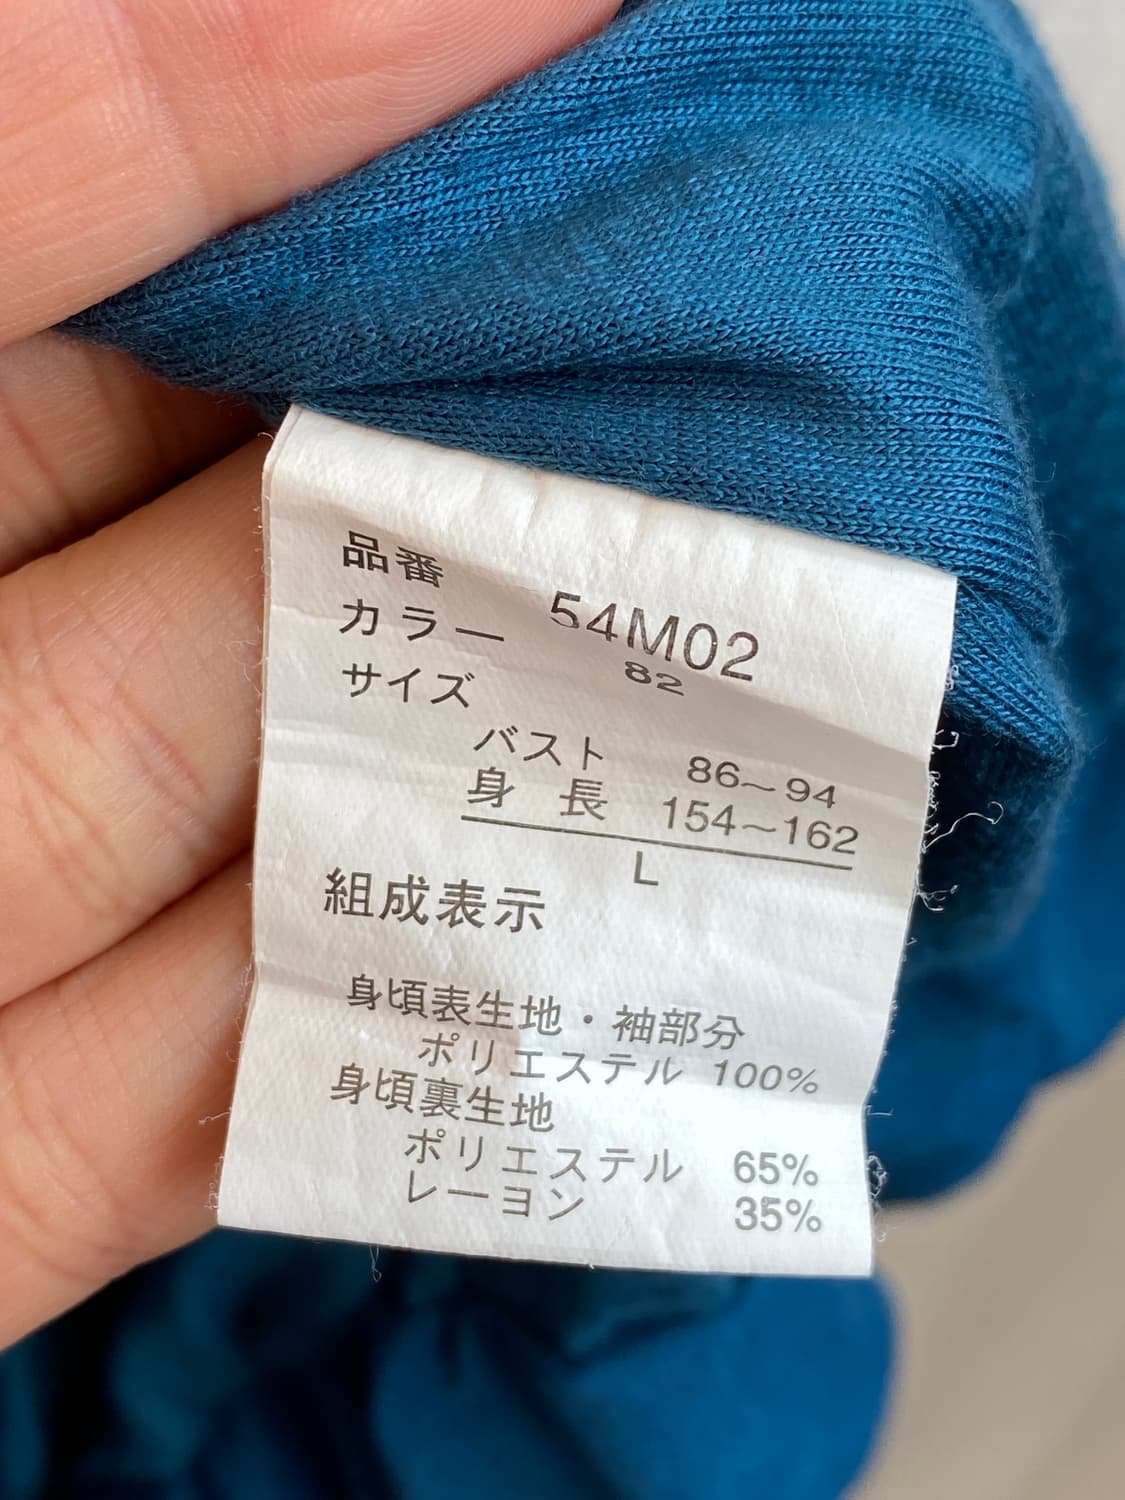 品番 54M02
カラー 82
サイズ
バスト 86～94
身 長 154～162
L
組成表示
身頃表生地・袖部分
ポリエステル 100%
身頃裏生地
ポリエステル 65%
レーヨン 35%